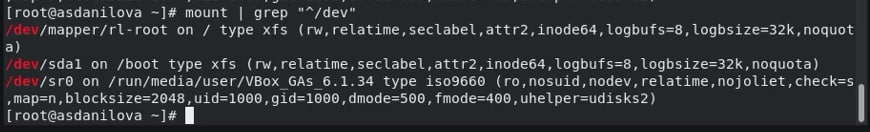 [root@asdanilova ~]# mount | grep "^/dev"
/dev/mapper/rl-root on / type xfs (rw,relatime,seclabel,attr2,inode64,logbufs=8,logbsize=32k,noquot
a)
/dev/sda1 on /boot type xfs (rw,relatime,seclabel,attr2,inode64,logbufs=8,logbsize=32k,noquota)
/dev/sr0 on /run/media/user/VBox_GAs_6.1.34 type iso9660 (ro,nosuid,nodev,relatime,nojoliet,check=s
,map=n,blocksize=2048,uid=1000,gid=1000,dmode=500,fmode=400,uhelper=udisks2)
[root@asdanilova ~]#